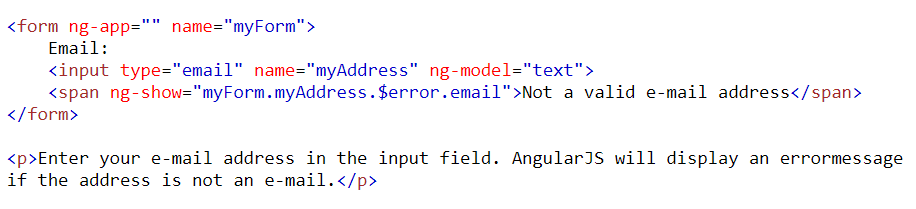 <form ng-app="" name="myForm">
    Email:
    <input type="email" name="myAddress" ng-model="text">
    <span ng-show="myForm.myAddress.$error.email">Not a valid e-mail address</span>
</form>

<p>Enter your e-mail address in the input field. AngularJS will display an errormessage
if the address is not an e-mail.</p>